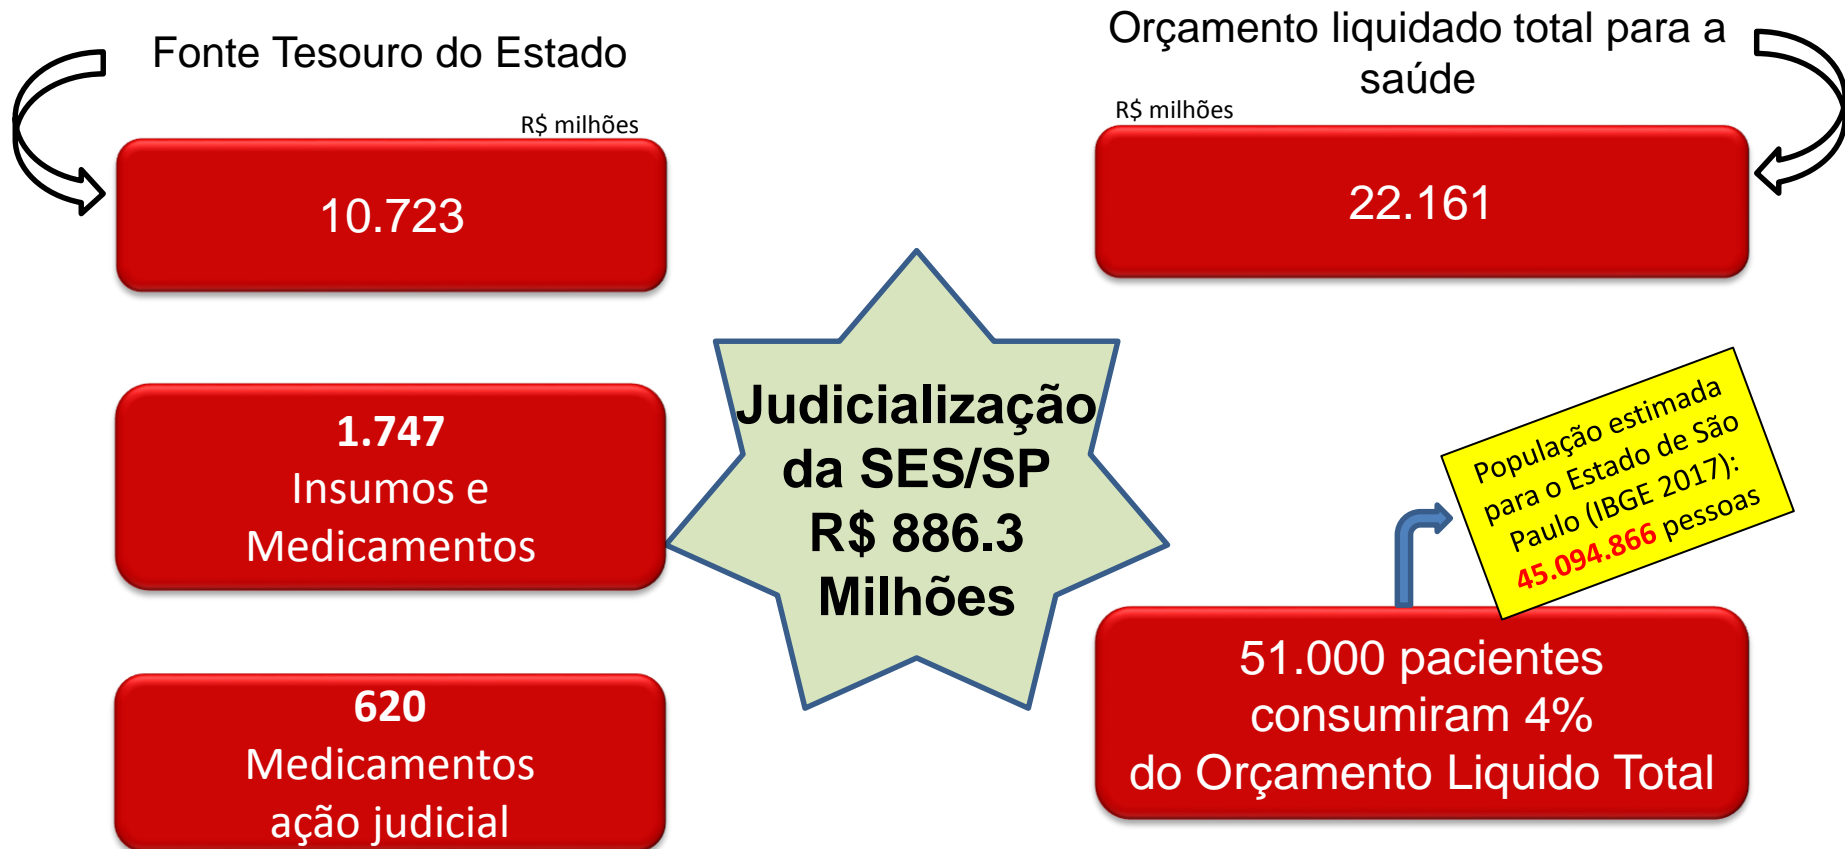 Fonte Tesouro do Estado
R$ milhões
10.723
1.747
Insumos e
Medicamentos
620
Medicamentos
ação judicial
Judicialização
da SES/SP
R$ 886.3
Milhões
Orçamento liquidado total para a
saúde
R$ milhões
22.161
População estimada
para o Estado de São
Paulo (IBGE 2017):
45.094.866 pessoas
51.000 pacientes
consumiram 4%
do Orçamento Liquido Total